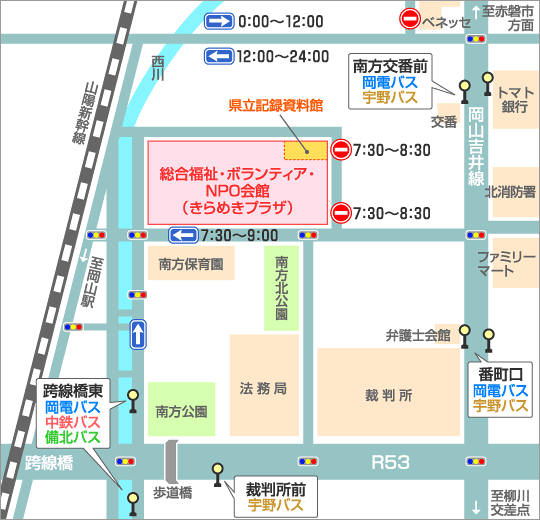 至赤磐市
方面
ベネッセ
0:00〜12:00
12:00〜24:00
西川
山陽新幹線
南方交番前
岡電バス
宇野バス
トマト
銀行
交番
岡山吉井線
県立記録資料館
7:30〜8:30
総合福祉・ボランティア・
NPO会館
（きらめきプラザ）
北消防署
7:30〜8:30
7:30〜9:00
至岡山駅
南方保育園
南方北公園
ファミリー
マート
弁護士会館
番町口
岡電バス
宇野バス
跨線橋東
岡電バス
中鉄バス
備北バス
南方公園
法務局
裁判所
跨線橋
歩道橋
裁判所前
宇野バス
R53
至柳川
交差点